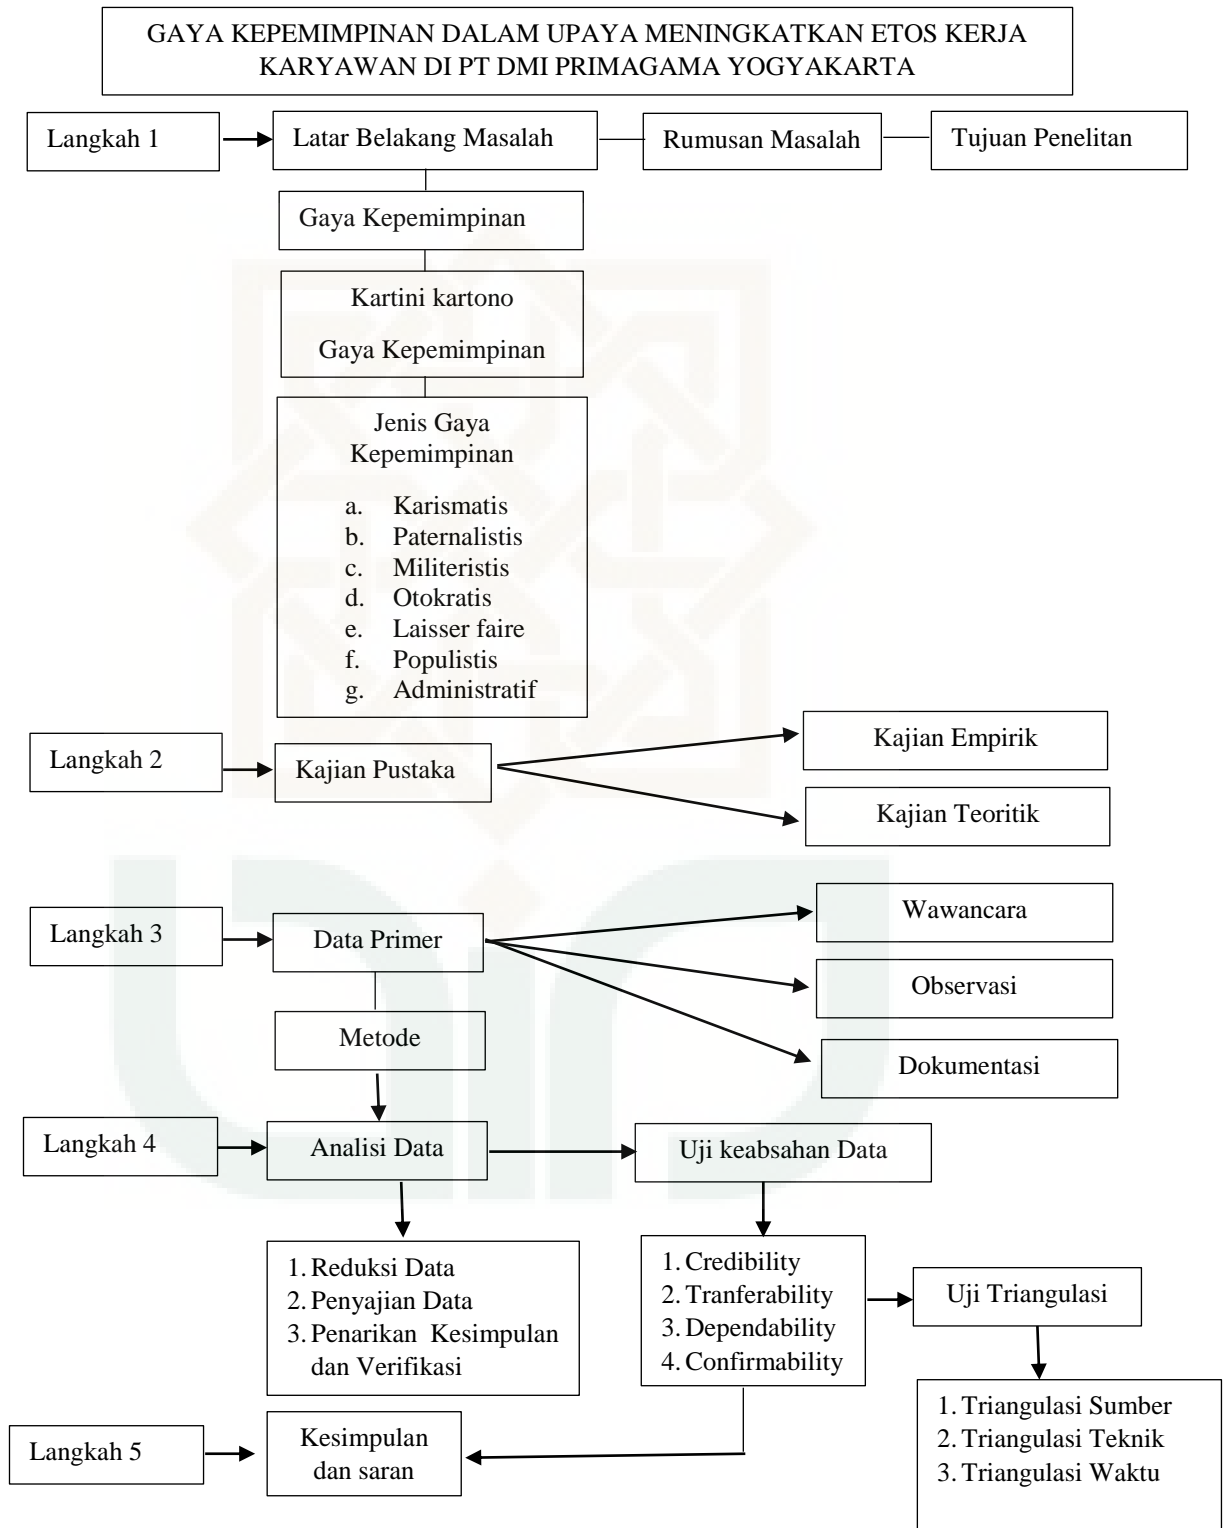 GAYA KEPEMIMPINAN DALAM UPAYA MENINGKATKAN ETOS KERJA
KARYAWAN DI PT DMI PRIMAGAMA YOGYAKARTA
Langkah 1
Latar Belakang Masalah
Rumusan Masalah
Tujuan Penelitan
Gaya Kepemimpinan
Kartini kartono
Gaya Kepemimpinan
Jenis Gaya
Kepemimpinan
a. Karismatis
b. Paternalistis
c. Militeristis
d. Otokratis
e. Laisser faire
f. Populistis
g. Administratif
Langkah 2
Kajian Pustaka
Kajian Empirik
Kajian Teoritik
Langkah 3
Data Primer
Wawancara
Observasi
Dokumentasi
Metode
Langkah 4
Analisi Data
Uji keabsahan Data
1. Reduksi Data
2. Penyajian Data
3. Penarikan Kesimpulan
dan Verifikasi
1. Credibility
2. Tranferability
3. Dependability
4. Confirmability
Uji Triangulasi
1. Triangulasi Sumber
2. Triangulasi Teknik
3. Triangulasi Waktu
Langkah 5
Kesimpulan
dan saran